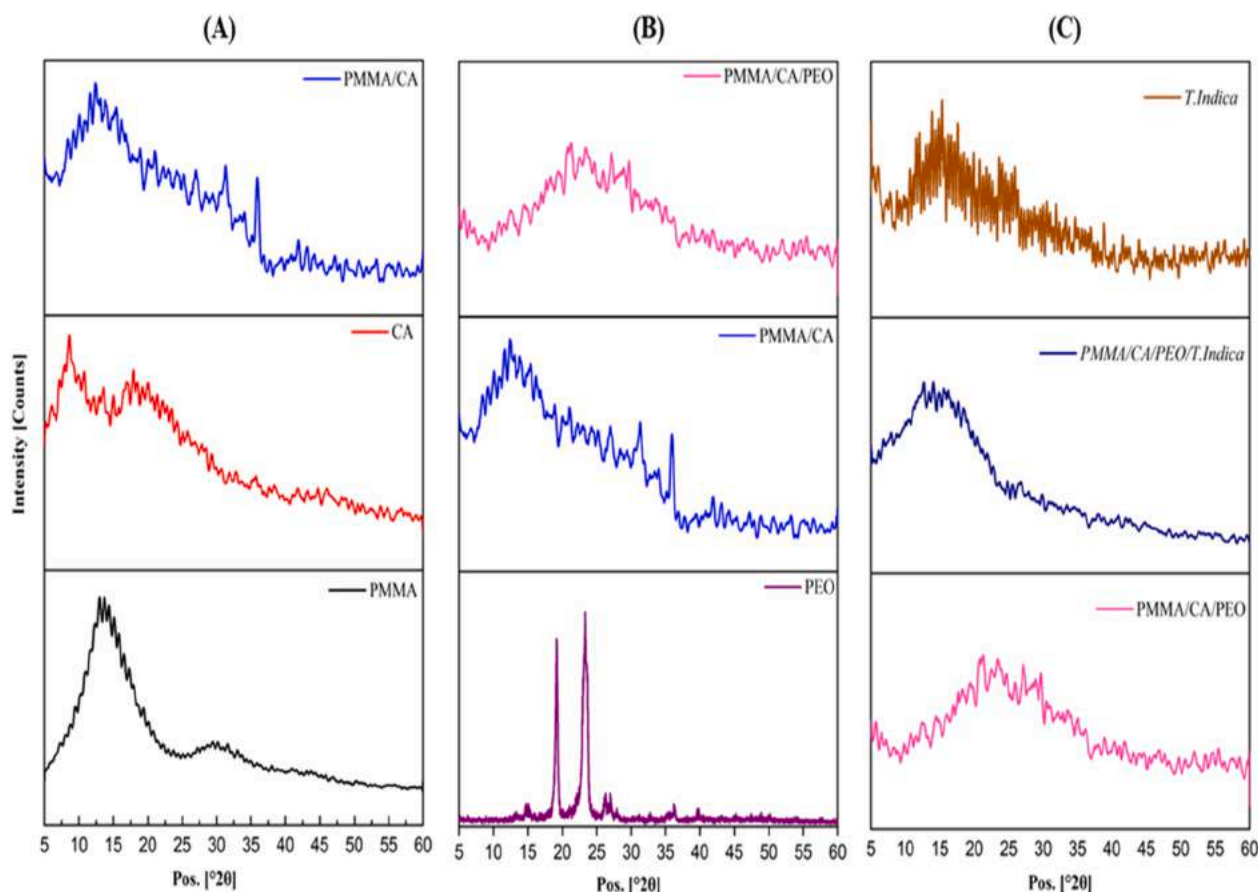 (A)
(B)
(C)
PMMA/CA
PMMA/CA/PEO
T.Indica
CA
PMMA/CA
PMMA/CA/PEO/T.Indica
PMMA
PEO
PMMA/CA/PEO
Intensity [Counts]
5 10 15 20 25 30 35 40 45 50 55 60
5 10 15 20 25 30 35 40 45 50 55 60
5 10 15 20 25 30 35 40 45 50 55 60
Pos. [°2θ]
Pos. [°2θ]
Pos. [°2θ]